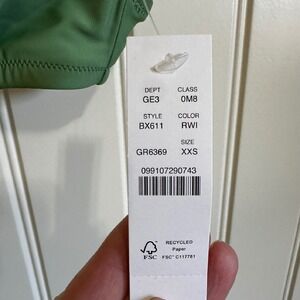 DEPT CLASS
GE3 0M8
STYLE COLOR
BX611 RWI
SIZE
GR6369 XXS
099107290743
RECYCLED
Paper
FSC FSC® C117781